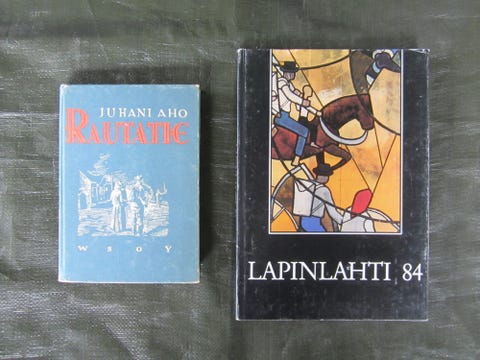 JUHANI AHO
RAUTATIE
WSOY
LAPINLAHTI 84